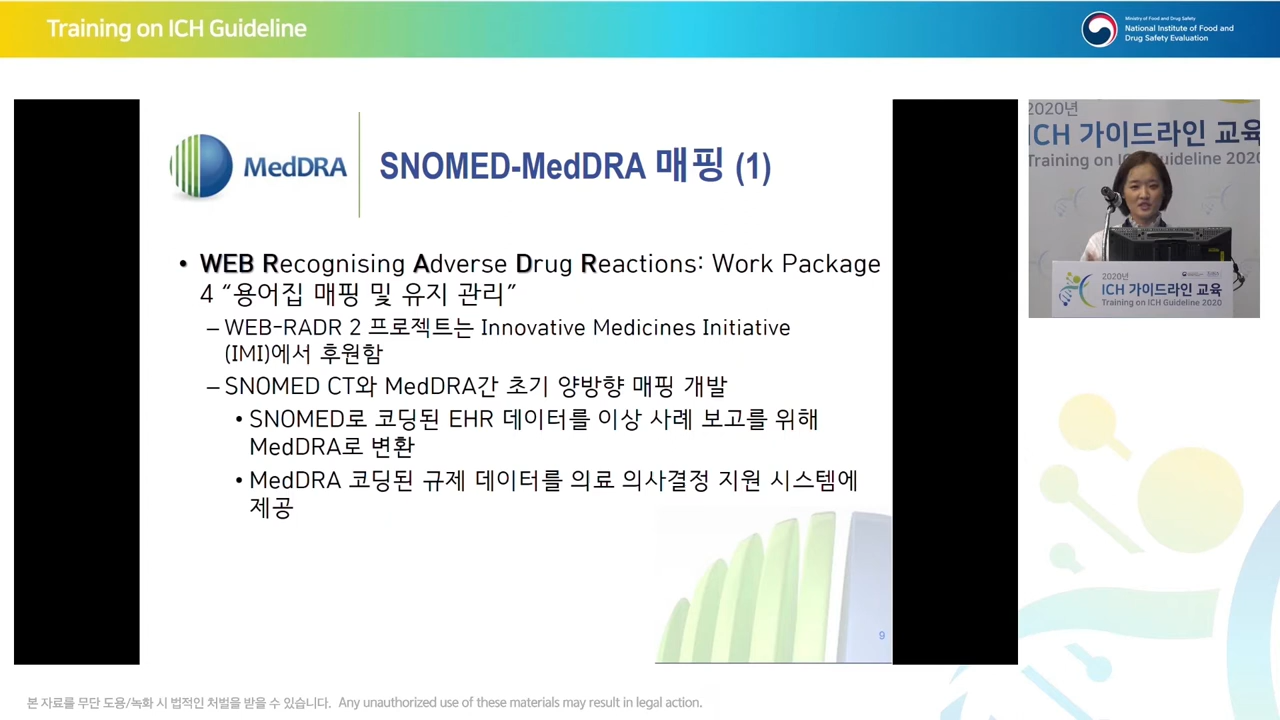 Training on ICH Guideline
Ministry of Food and Drug Safety
National Institute of Food and
Drug Safety Evaluation
MedDRA
SNOMED-MedDRA 매핑 (1)
• WEB Recognising Adverse Drug Reactions: Work Package
4 “용어집 매핑 및 유지 관리”
– WEB-RADR 2 프로젝트는 Innovative Medicines Initiative
(IMI)에서 후원함
– SNOMED CT와 MedDRA간 초기 양방향 매핑 개발
• SNOMED로 코딩된 EHR 데이터를 이상 사례 보고를 위해
MedDRA로 변환
• MedDRA 코딩된 규제 데이터를 의료 의사결정 지원 시스템에
제공
9
2020년
ICH 가이드라인 교육
Training on ICH Guideline 2020
2020년
ICH 가이드라인 교육
Training on ICH Guideline 2020
본 자료를 무단 도용/녹화 시 법적인 처벌을 받을 수 있습니다. Any unauthorized use of these materials may result in legal action.